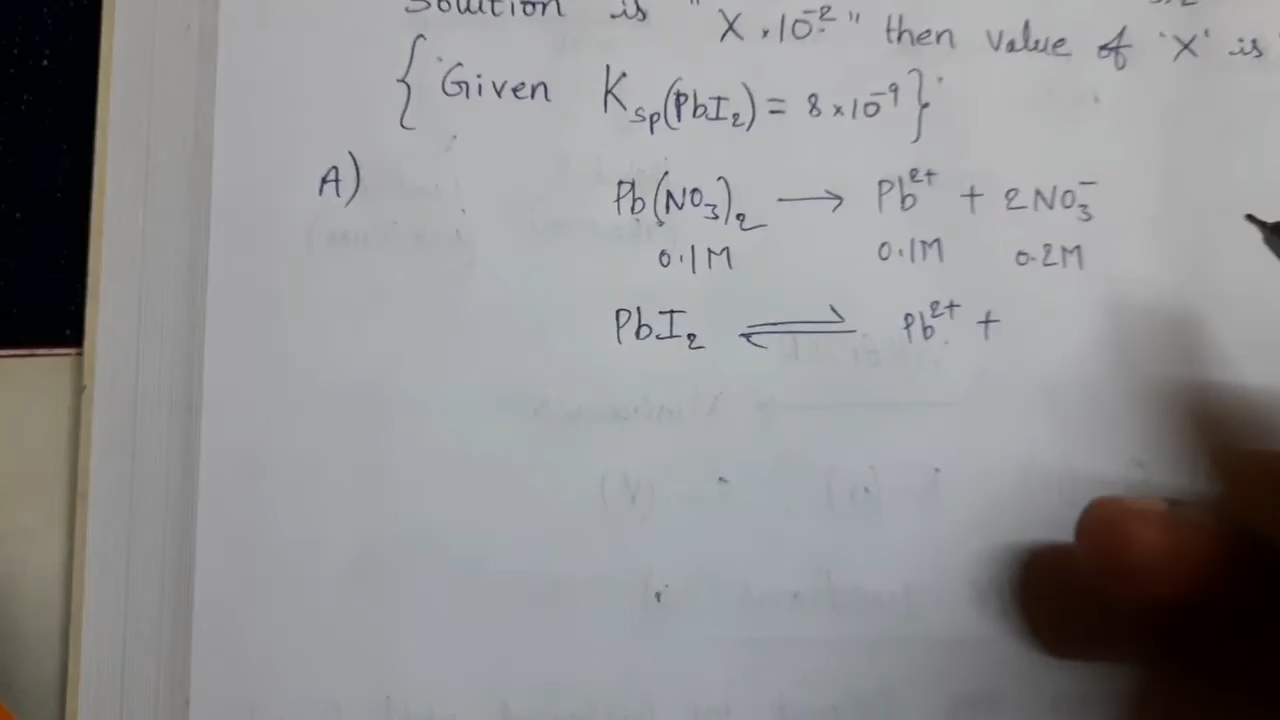 Solution is "X × 10⁻²" then value of 'X' is
{Given Ksp(PbI₂) = 8×10⁻⁹}
A) Pb(NO₃)₂ ⟶ Pb²⁺ + 2NO₃⁻
0.1M 0.1M 0.2M
PbI₂ ⇌ Pb²⁺ +